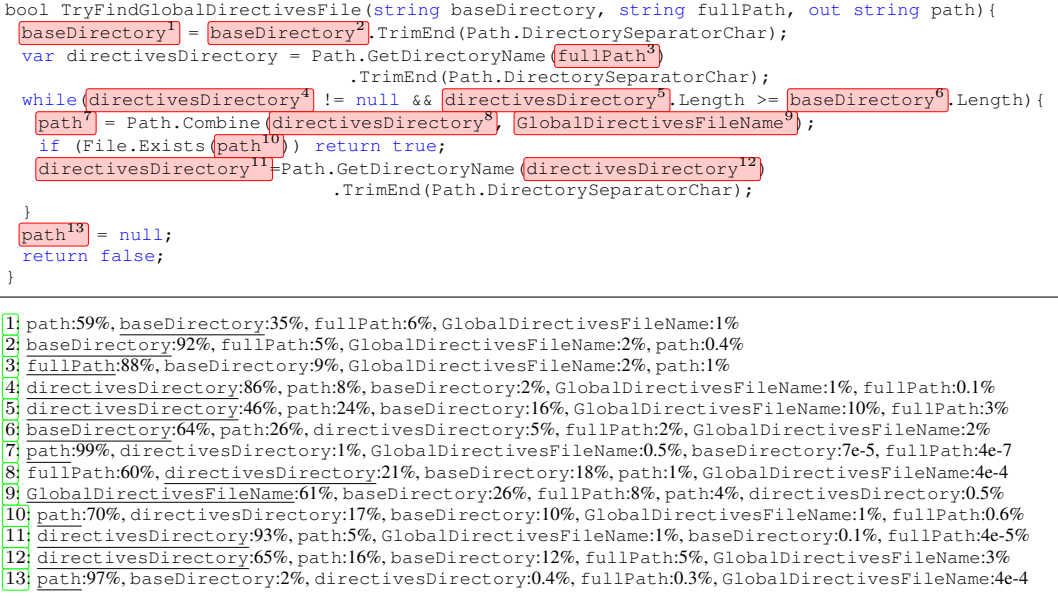 bool TryFindGlobalDirectivesFile(string baseDirectory, string fullPath, out string path){
baseDirectory1 = baseDirectory2.TrimEnd(Path.DirectorySeparatorChar);
var directivesDirectory = Path.GetDirectoryName(fullPath3)
.TrimEnd(Path.DirectorySeparatorChar);
while(directivesDirectory4 != null && directivesDirectory5.Length >= baseDirectory6.Length){
path7 = Path.Combine(directivesDirectory8, GlobalDirectivesFileName9);
if (File.Exists(path10)) return true;
directivesDirectory11=Path.GetDirectoryName(directivesDirectory12)
.TrimEnd(Path.DirectorySeparatorChar);
}
path13 = null;
return false;
}
1: path:59%, baseDirectory:35%, fullPath:6%, GlobalDirectivesFileName:1%
2: baseDirectory:92%, fullPath:5%, GlobalDirectivesFileName:2%, path:0.4%
3: fullPath:88%, baseDirectory:9%, GlobalDirectivesFileName:2%, path:1%
4: directivesDirectory:86%, path:8%, baseDirectory:2%, GlobalDirectivesFileName:1%, fullPath:0.1%
5: directivesDirectory:46%, path:24%, baseDirectory:16%, GlobalDirectivesFileName:10%, fullPath:3%
6: baseDirectory:64%, path:26%, directivesDirectory:5%, fullPath:2%, GlobalDirectivesFileName:2%
7: path:99%, directivesDirectory:1%, GlobalDirectivesFileName:0.5%, baseDirectory:7e-5, fullPath:4e-7
8: fullPath:60%, directivesDirectory:21%, baseDirectory:18%, path:1%, GlobalDirectivesFileName:4e-4
9: GlobalDirectivesFileName:61%, baseDirectory:26%, fullPath:8%, path:4%, directivesDirectory:0.5%
10: path:70%, directivesDirectory:17%, baseDirectory:10%, GlobalDirectivesFileName:1%, fullPath:0.6%
11: directivesDirectory:93%, path:5%, GlobalDirectivesFileName:1%, baseDirectory:0.1%, fullPath:4e-5%
12: directivesDirectory:65%, path:16%, baseDirectory:12%, fullPath:5%, GlobalDirectivesFileName:3%
13: path:97%, baseDirectory:2%, directivesDirectory:0.4%, fullPath:0.3%, GlobalDirectivesFileName:4e-4